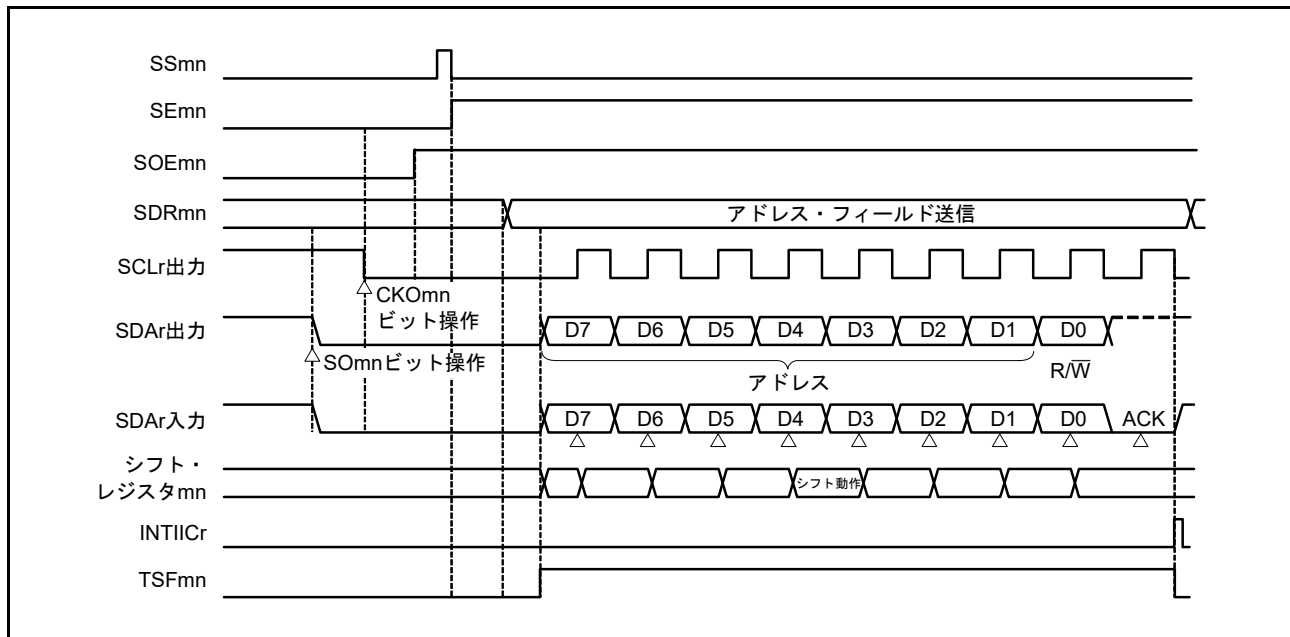 SSmn
SEmn
SOEmn
SDRmn
アドレス・フィールド送信
SCLr出力
CKOmn
ビット操作
SDAr出力
D7 D6 D5 D4 D3 D2 D1 D0
SOmnビット操作
アドレス
R/W
SDAr入力
D7 D6 D5 D4 D3 D2 D1 D0 ACK
シフト・
レジスタmn
シフト動作
INTIICr
TSFmn